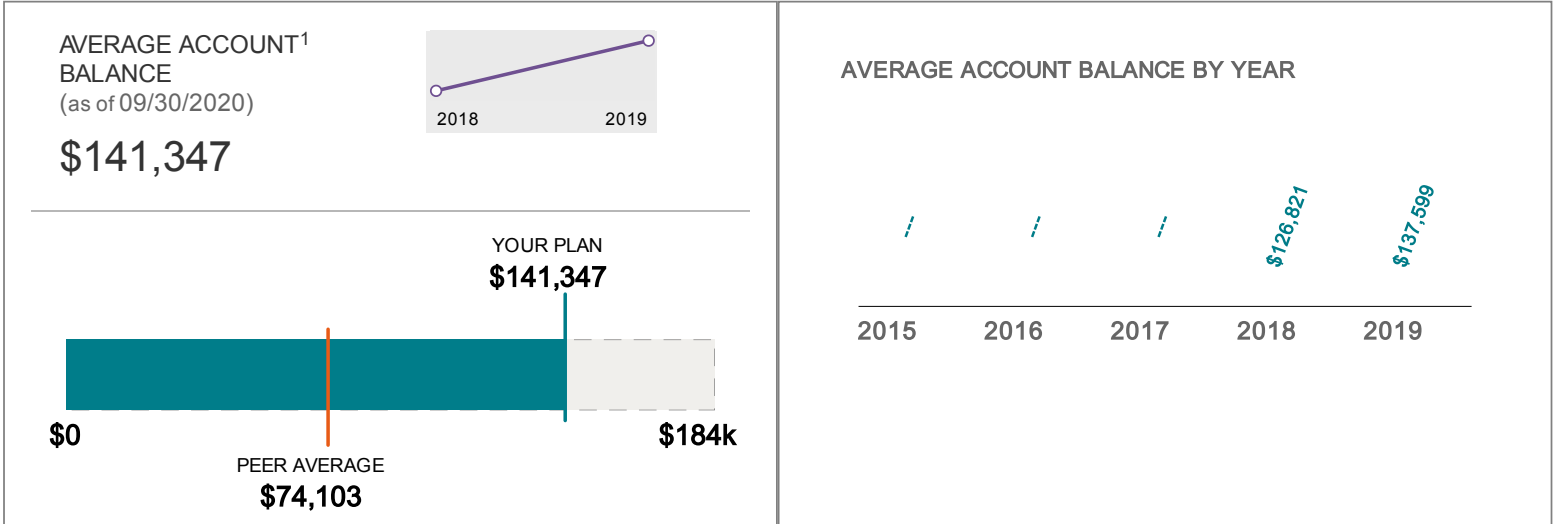 AVERAGE ACCOUNT1
BALANCE
(as of 09/30/2020)
$141,347
2018 2019
YOUR PLAN
$141,347
$0 $184k
PEER AVERAGE
$74,103
AVERAGE ACCOUNT BALANCE BY YEAR
--- --- --- $126,821 $137,599
2015 2016 2017 2018 2019